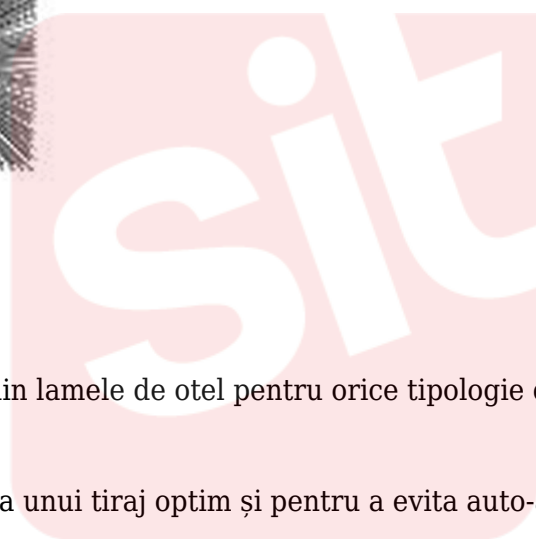 sit
in lamele de otel pentru orice tipologie
a unui tiraj optim și pentru a evita auto-